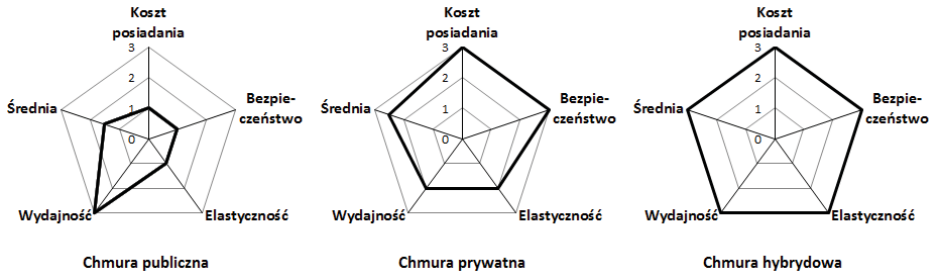 Koszt
posiadania
3
2
1
0
Średnia
Bezpie-
czeństwo
Wydajność
Elastyczność
Chmura publiczna
Koszt
posiadania
3
2
1
0
Średnia
Bezpie-
czeństwo
Wydajność
Elastyczność
Chmura prywatna
Koszt
posiadania
3
2
1
0
Średnia
Bezpie-
czeństwo
Wydajność
Elastyczność
Chmura hybrydowa